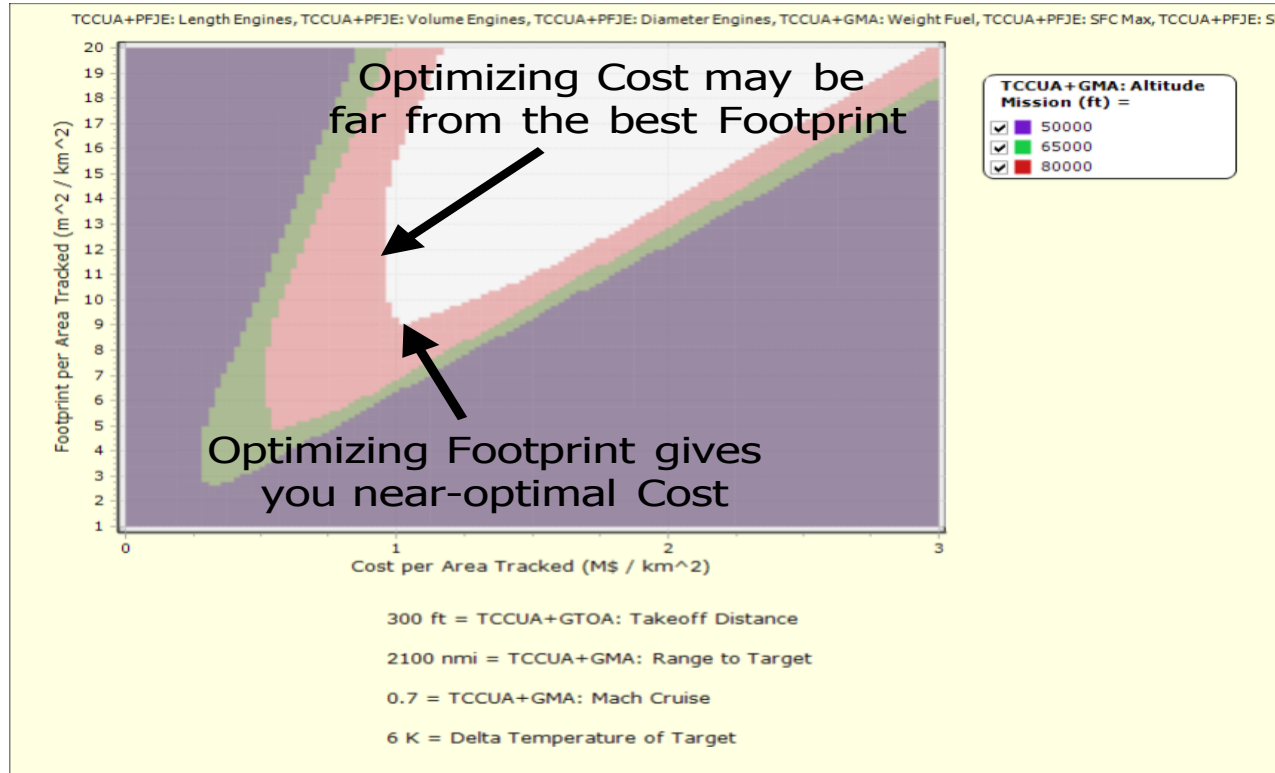 TCCUA+PFJE: Length Engines, TCCUA+PFJE: Volume Engines, TCCUA+PFJE: Diameter Engines, TCCUA+GMA: Weight Fuel, TCCUA+PFJE: SFC Max, TCCUA+PFJE: S
20
19
18
17
16
15
14
13
12
11
10
9
8
7
6
5
4
3
2
1
Footprint per Area Tracked (m^2 / km^2)
Optimizing Cost may be
far from the best Footprint
Optimizing Footprint gives
you near-optimal Cost
0 1 2 3
Cost per Area Tracked (M$ / km^2)
TCCUA+GMA: Altitude
Mission (ft) =
50000
65000
80000
300 ft = TCCUA+GTOA: Takeoff Distance
2100 nmi = TCCUA+GMA: Range to Target
0.7 = TCCUA+GMA: Mach Cruise
6 K = Delta Temperature of Target